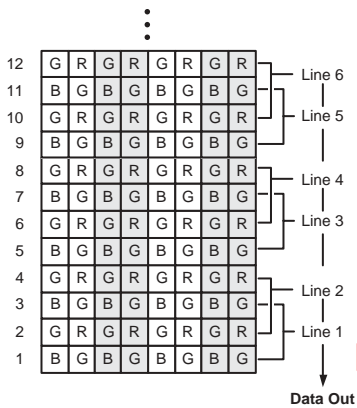 12 G R G R G R G R
Line 6
11 B G B G B G B G
10 G R G R G R G R
Line 5
9 B G B G B G B G
8 G R G R G R G R
Line 4
7 B G B G B G B G
6 G R G R G R G R
Line 3
5 B G B G B G B G
4 G R G R G R G R
Line 2
3 B G B G B G B G
2 G R G R G R G R
Line 1
1 B G B G B G B G
Data Out